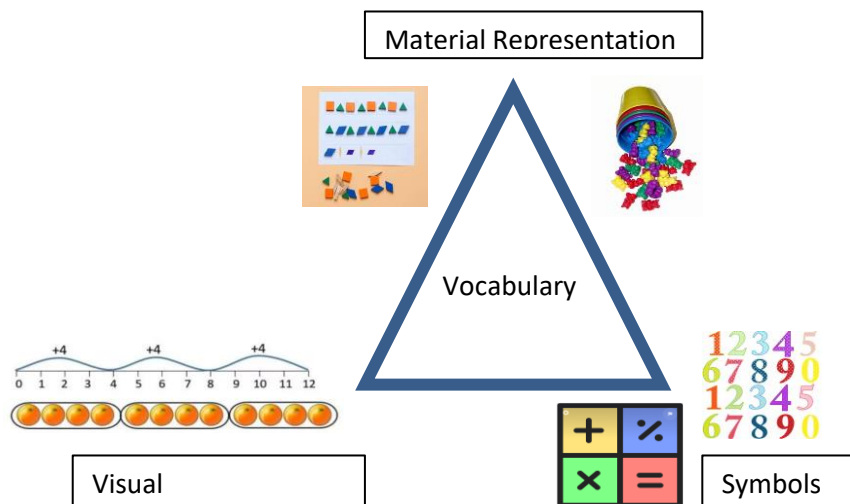 Material Representation
Vocabulary
+4 +4 +4
0 1 2 3 4 5 6 7 8 9 10 11 12
1 2 3 4 5
6 7 8 9 0
1 2 3 4 5
6 7 8 9 0
+ %
× =
Visual
Symbols